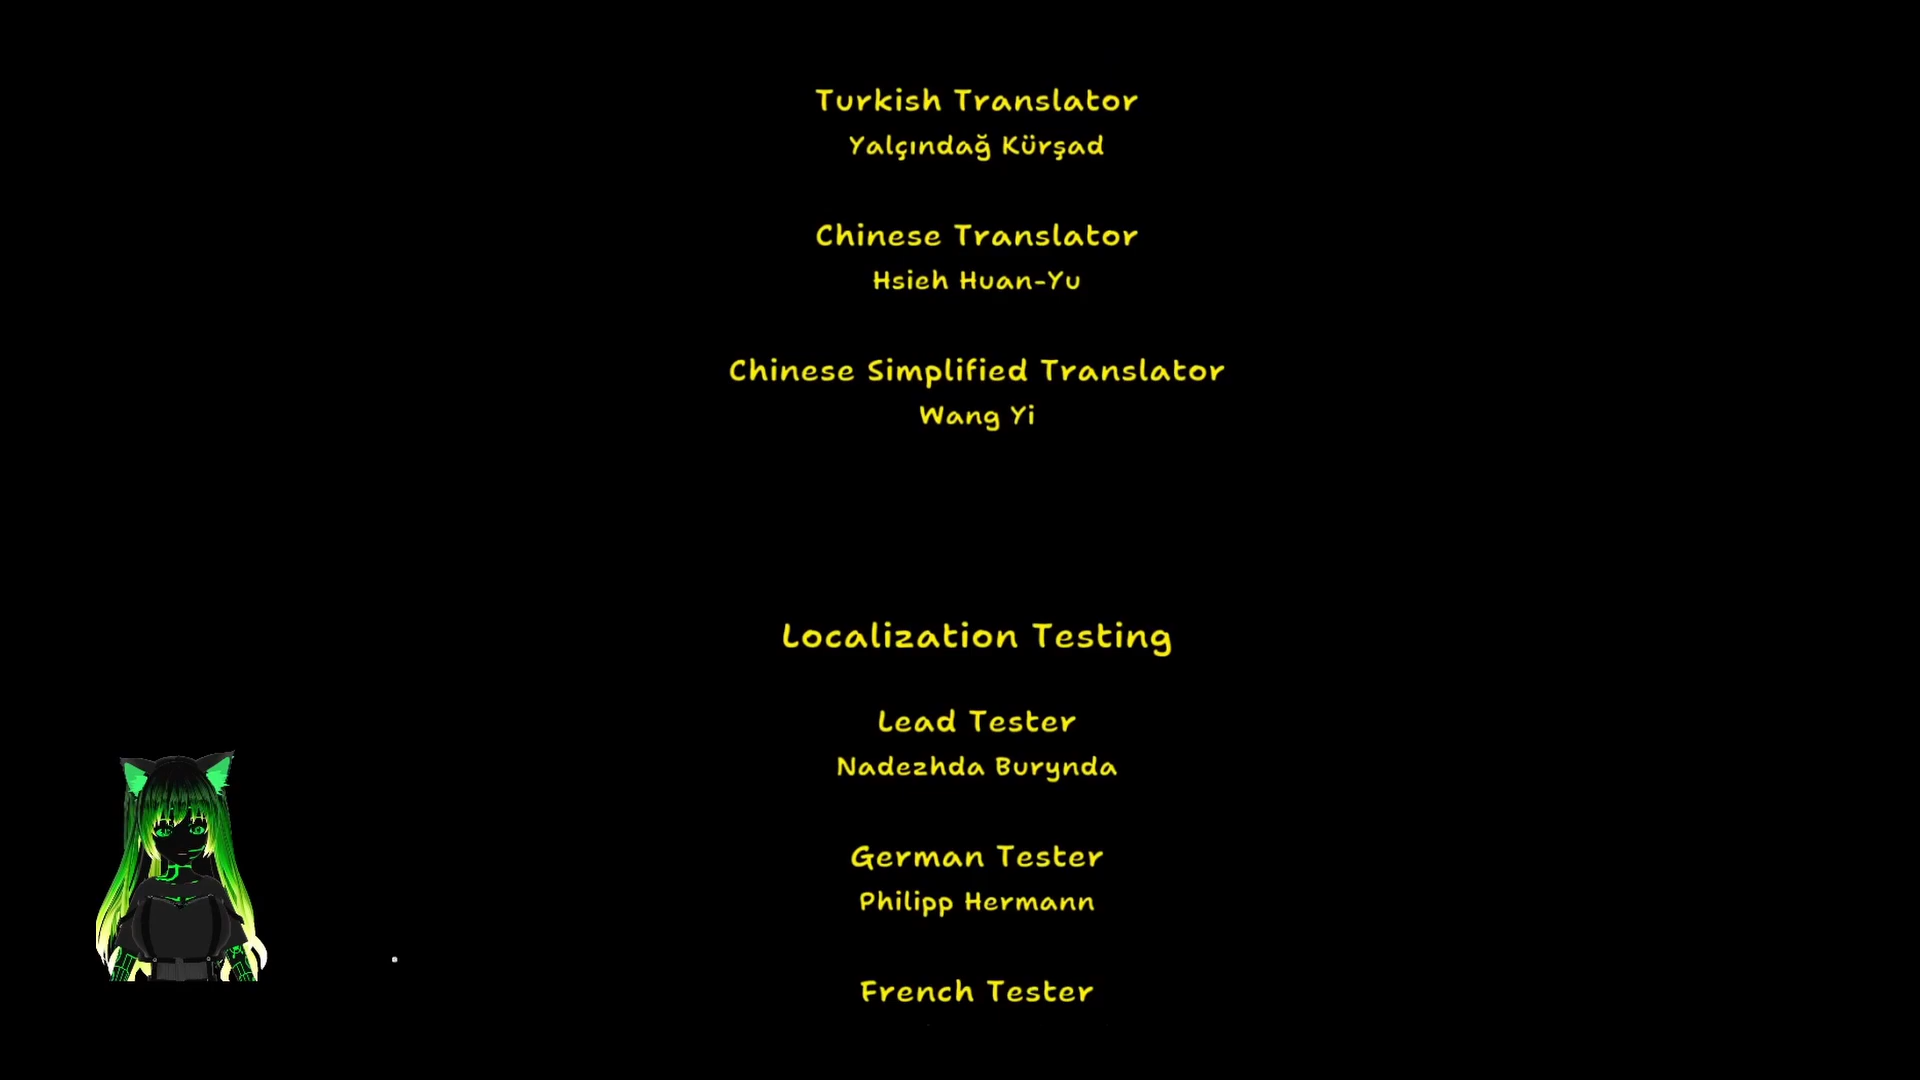 Turkish Translator
Yalçındağ Kürşad
Chinese Translator
Hsieh Huan-Yu
Chinese Simplified Translator
Wang Yi
Localization Testing
Lead Tester
Nadezhda Burynda
German Tester
Philipp Hermann
French Tester